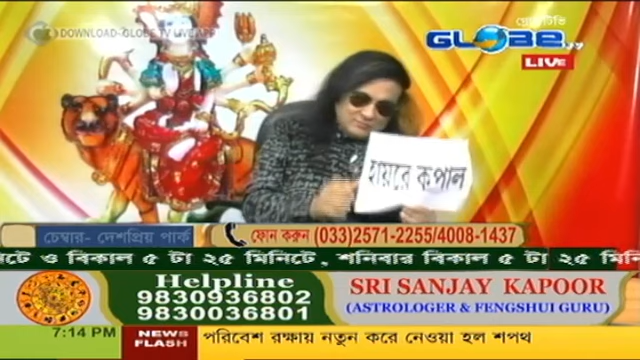 DOWNLOAD- GLOBE TV LIVE APP
গ্লোবটিভি
GLOBE TV
LIVE
হায়রে কপাল
চেম্বার- দেশপ্রিয় পার্ক
ফোন করুন (033)2571-2255/4008-1437
নটে ও বিকাল ৫ টা ২৫ মিনিটে , শনিবার বিকাল ৫ টা ২৫
Helpline
9830936802
9830036801
SRI SANJAY KAPOOR
(ASTROLOGER & FENGSHUI GURU)
7:14 PM
NEWS FLASH
পরিবেশ রক্ষায় নতুন করে নেওয়া হল শপথ